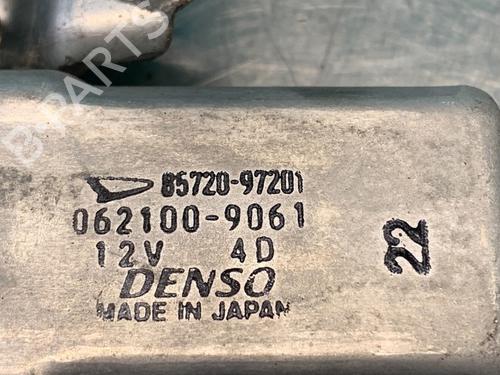 B-PARTS
85720-97201
062100-9061
12V 4D
DENSO
MADE IN JAPAN
22